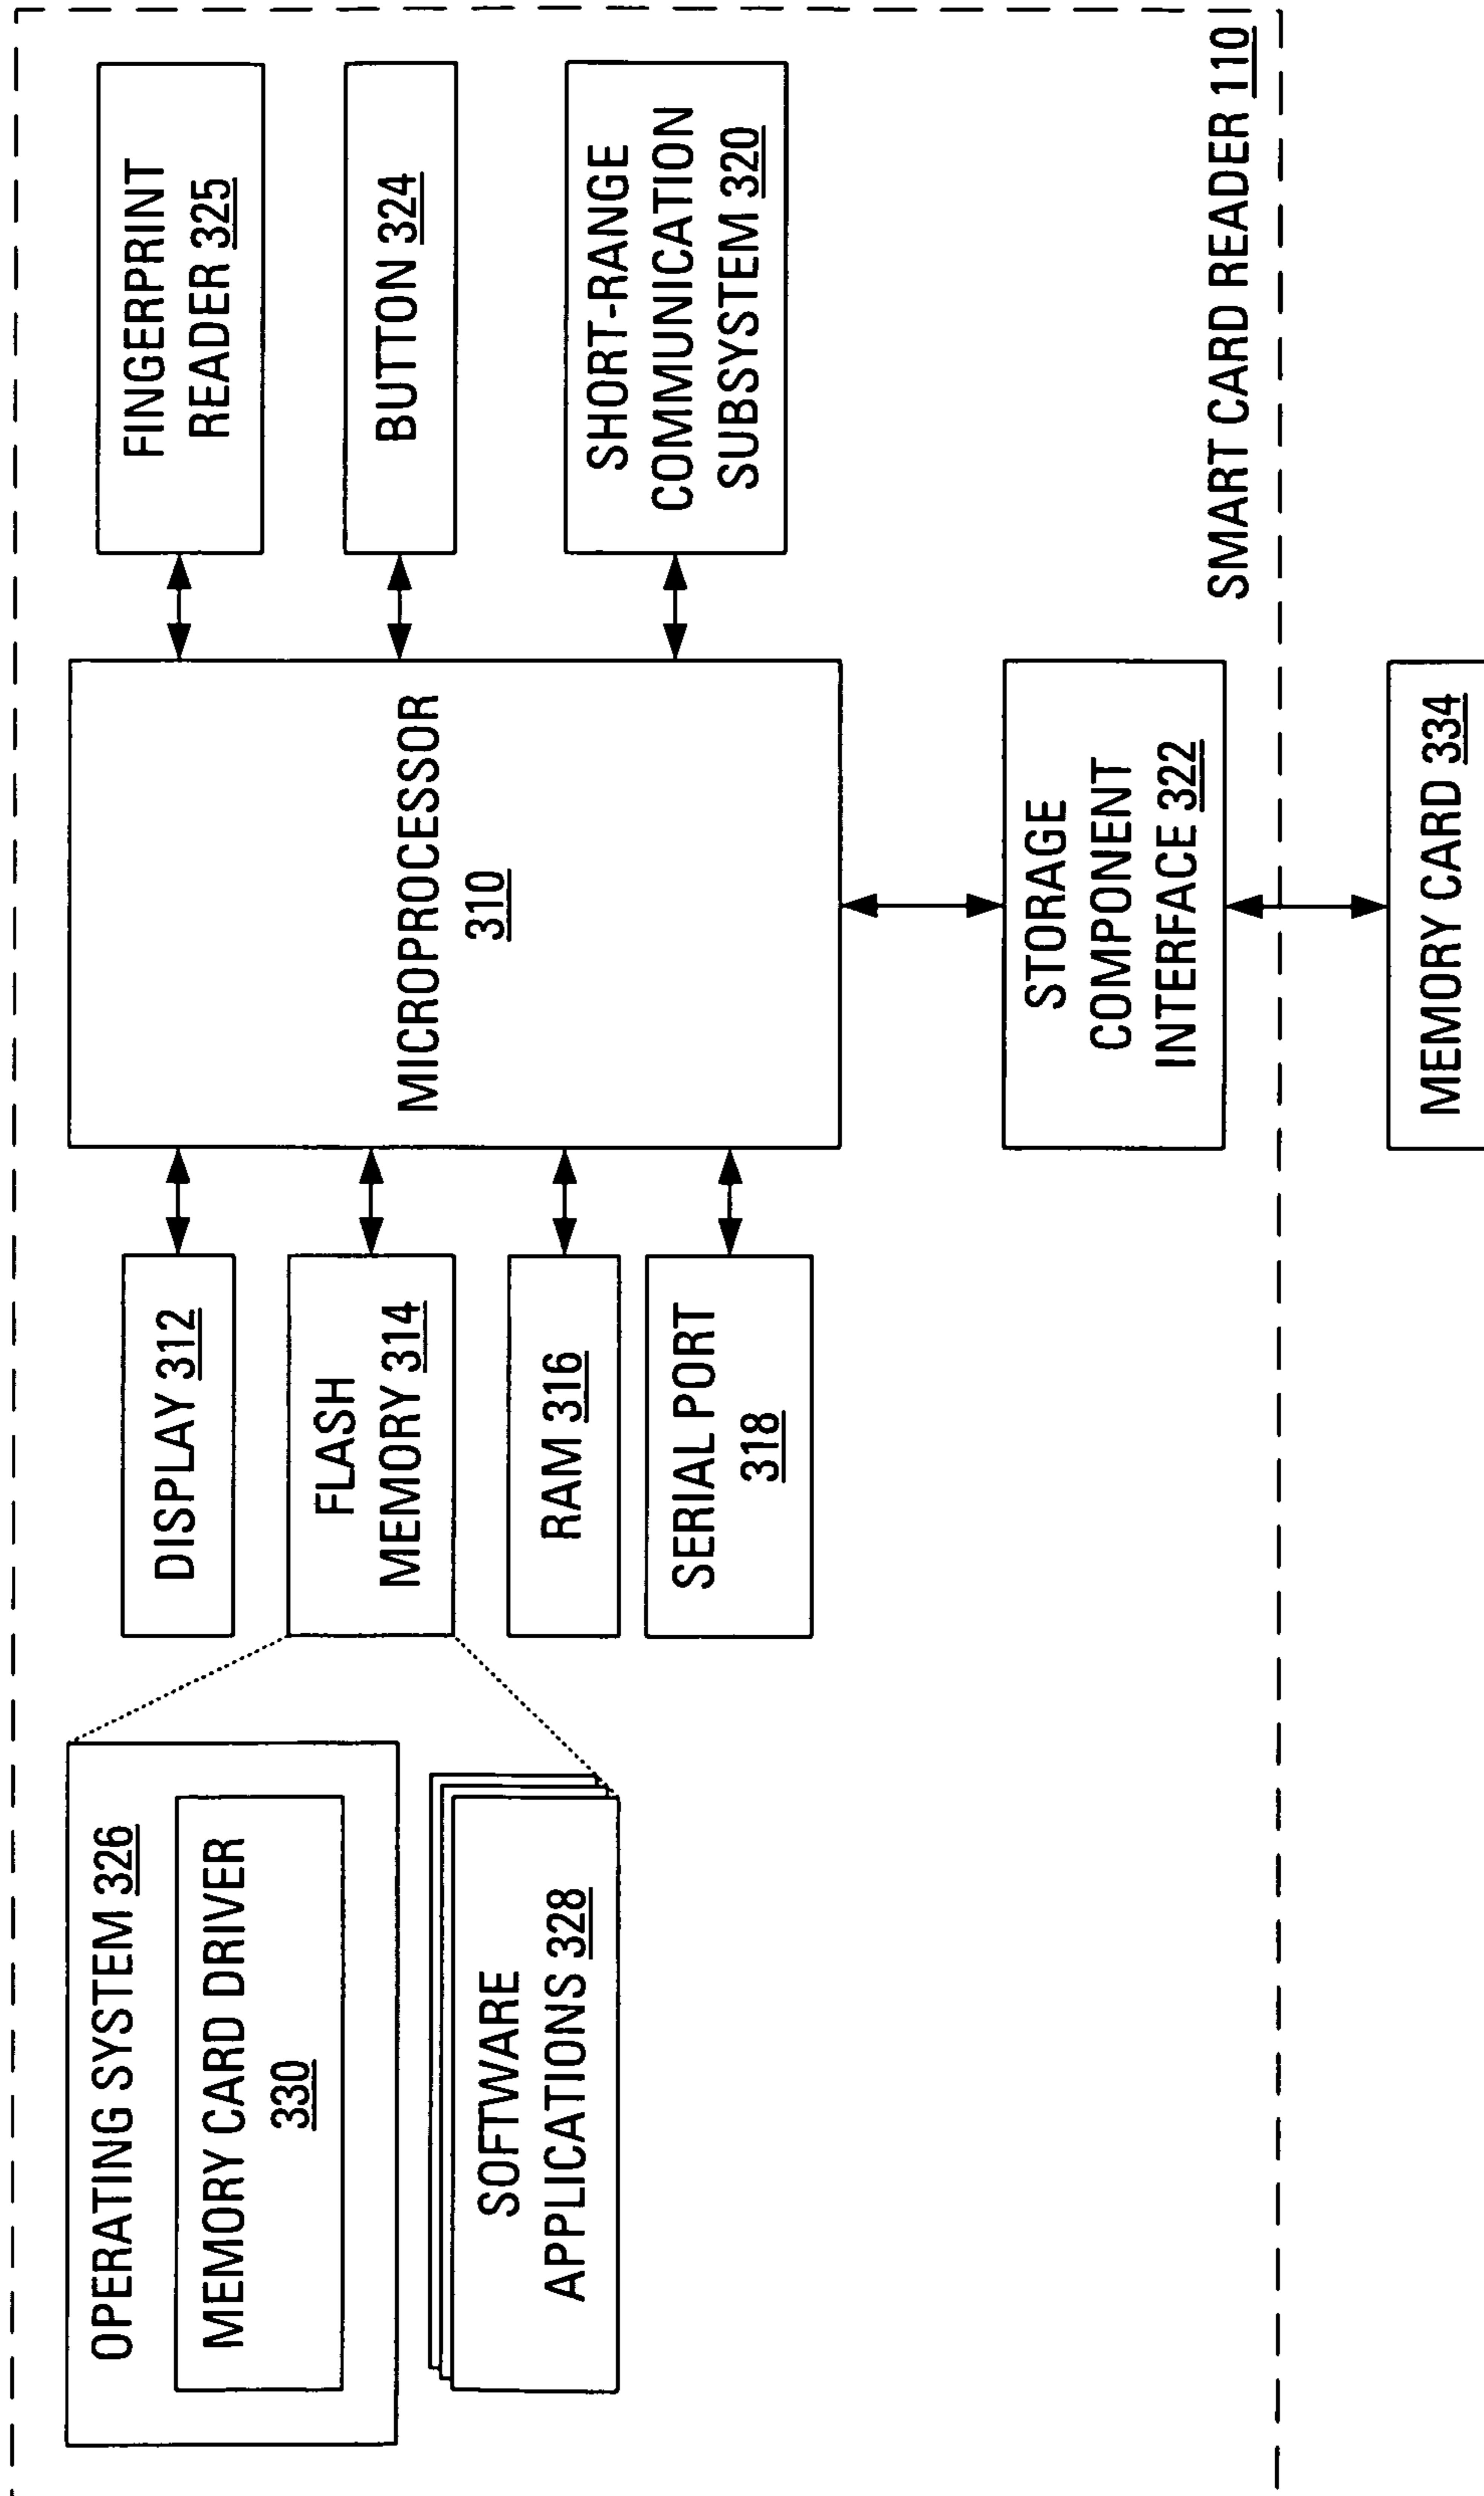 OPERATING SYSTEM 326
MEMORY CARD DRIVER
330
SOFTWARE
APPLICATIONS 328
DISPLAY 312
FLASH
MEMORY 314
RAM 316
SERIAL PORT
318
MICROPROCESSOR
310
STORAGE
COMPONENT
INTERFACE 322
MEMORY CARD 334
FINGERPRINT
READER 325
BUTTON 324
SHORT-RANGE
COMMUNICATION
SUBSYSTEM 320
SMART CARD READER 110